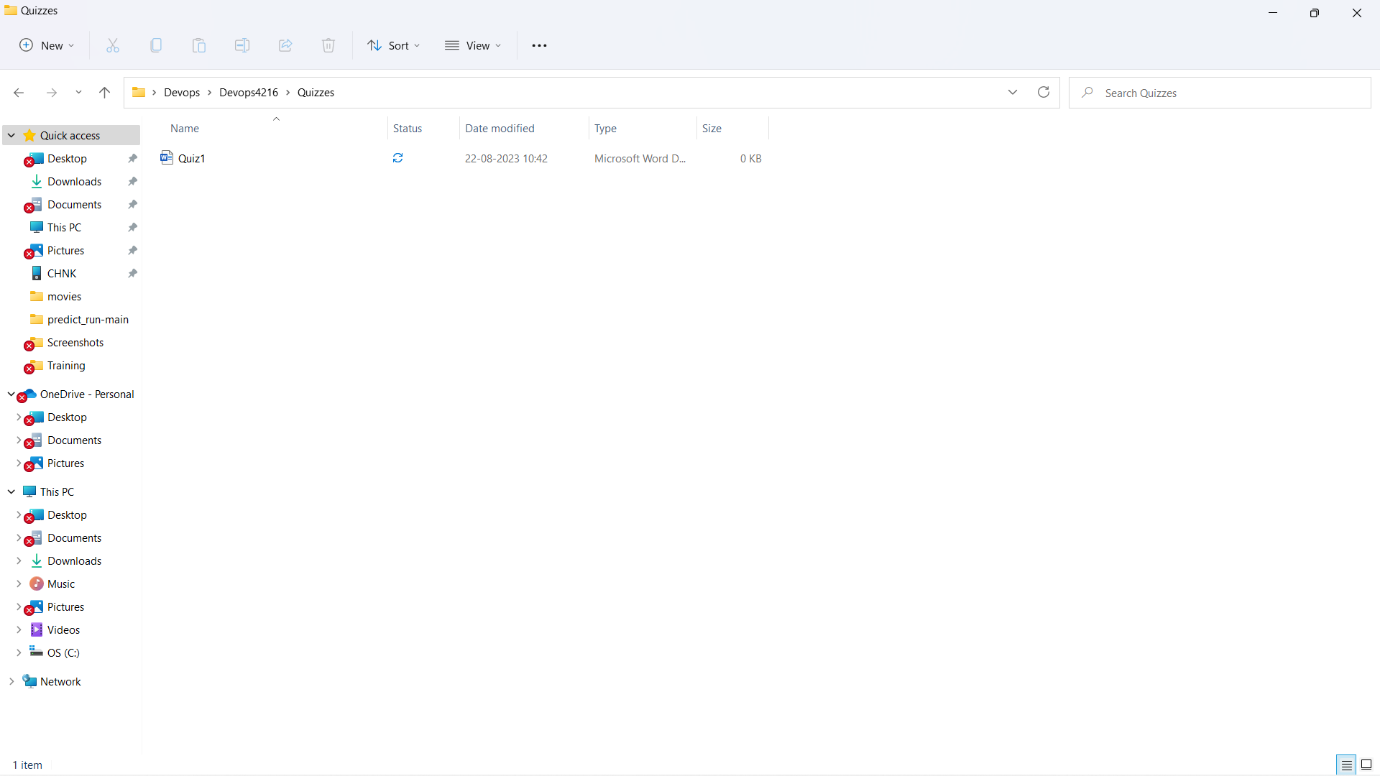 Quizzes
New
Sort
View
Devops > Devops4216 > Quizzes
Search Quizzes
Name Status Date modified Type Size
Quiz1 22-08-2023 10:42 Microsoft Word D... 0 KB
Quick access
Desktop
Downloads
Documents
This PC
Pictures
CHNK
movies
predict_run-main
Screenshots
Training
OneDrive - Personal
Desktop
Documents
Pictures
This PC
Desktop
Documents
Downloads
Music
Pictures
Videos
OS (C:)
Network
1 item